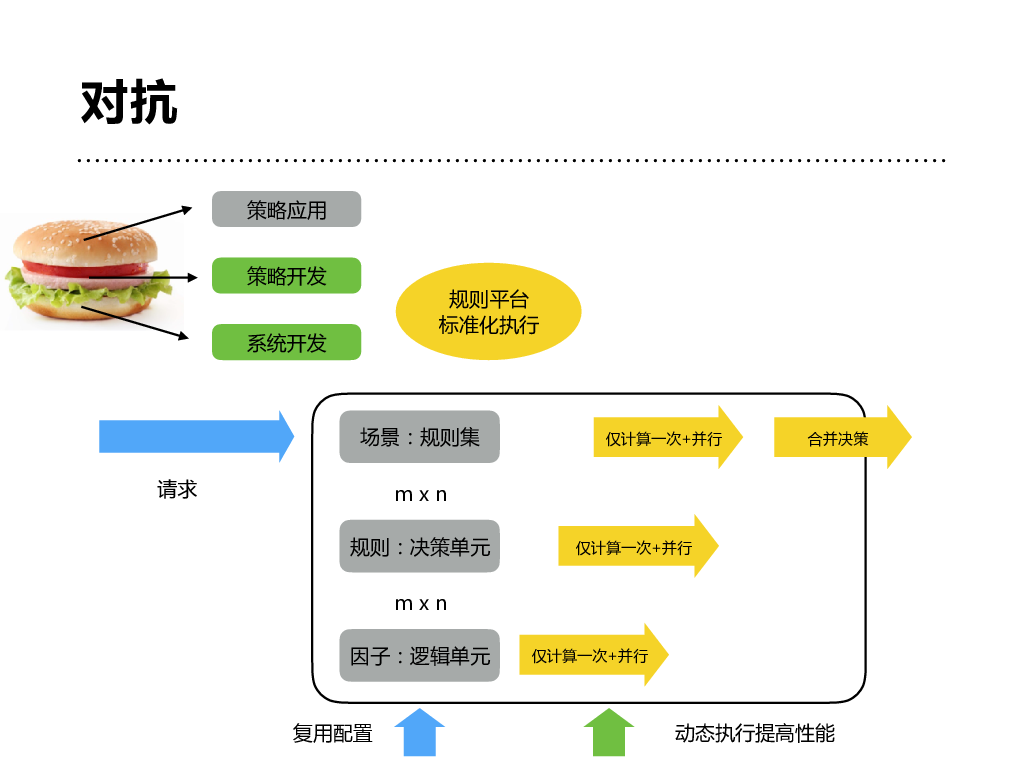 对抗
策略应用
策略开发
系统开发
规则平台
标准化执行
请求
场景：规则集
仅计算一次+并行
合并决策
m x n
规则：决策单元
仅计算一次+并行
m x n
因子：逻辑单元
仅计算一次+并行
复用配置
动态执行提高性能